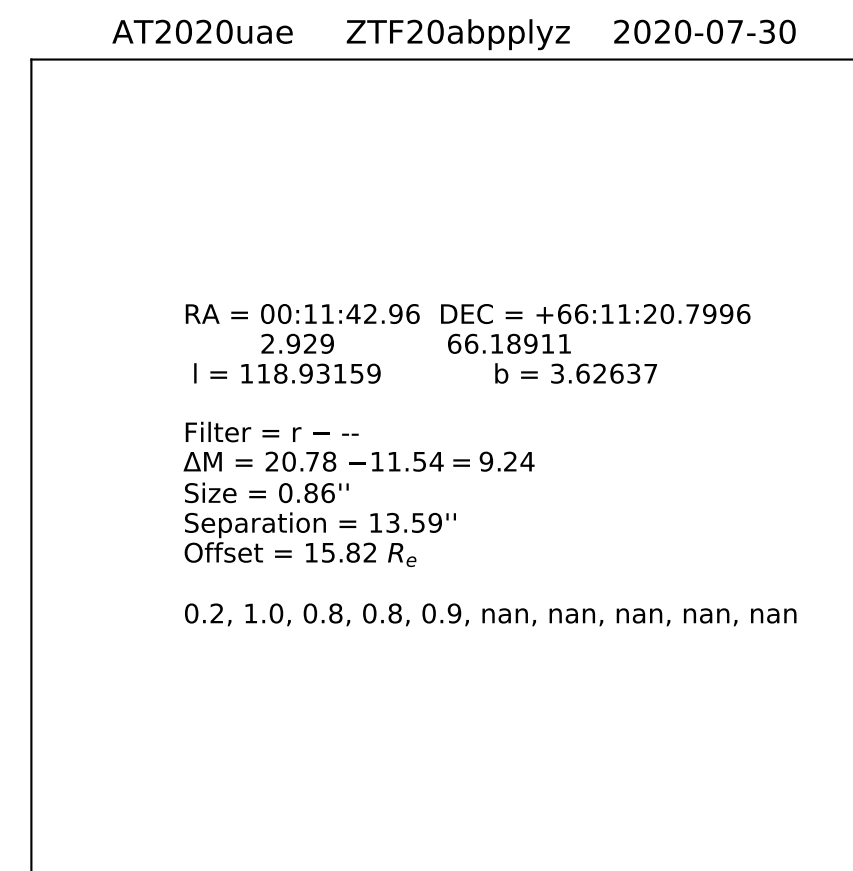 AT2020uae ZTF20abpplyz 2020-07-30
RA = 00:11:42.96 DEC = +66:11:20.7996
2.929 66.18911
l = 118.93159 b = 3.62637
Filter = r − --
ΔM = 20.78 −11.54 = 9.24
Size = 0.86''
Separation = 13.59''
Offset = 15.82 Rₑ
0.2, 1.0, 0.8, 0.8, 0.9, nan, nan, nan, nan, nan